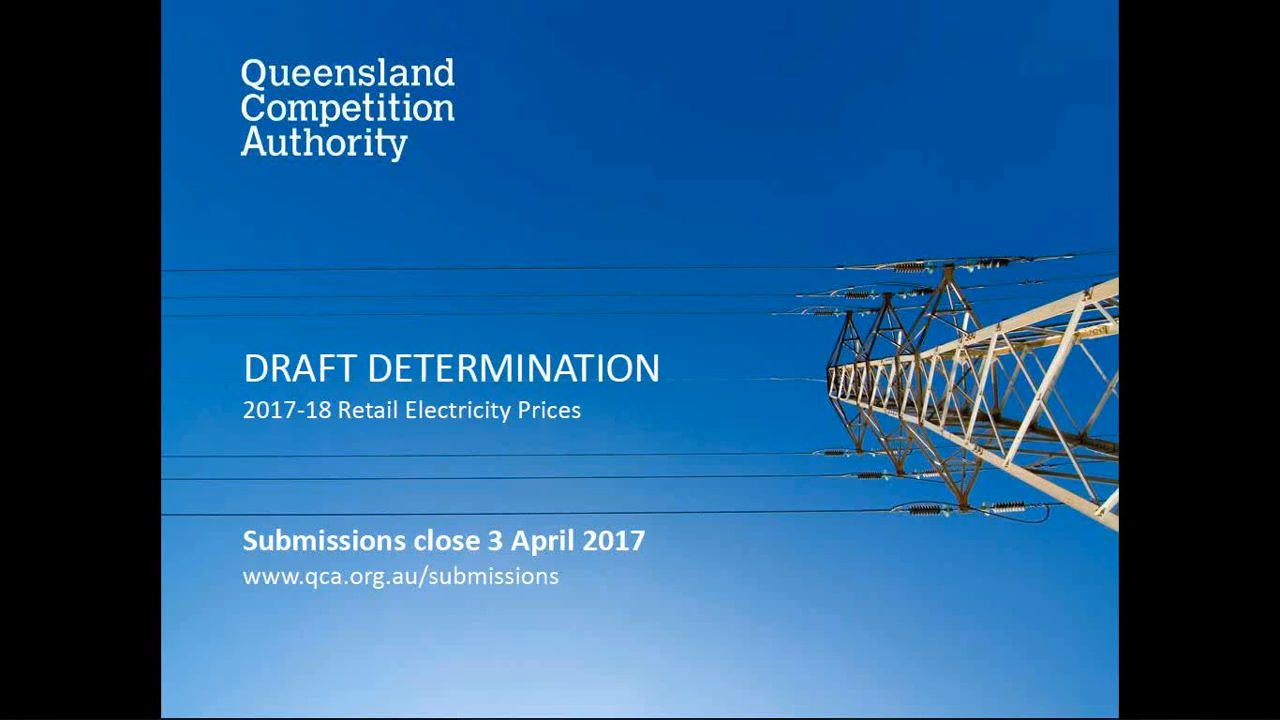 Queensland
Competition
Authority
DRAFT DETERMINATION
2017-18 Retail Electricity Prices
Submissions close 3 April 2017
www.qca.org.au/submissions